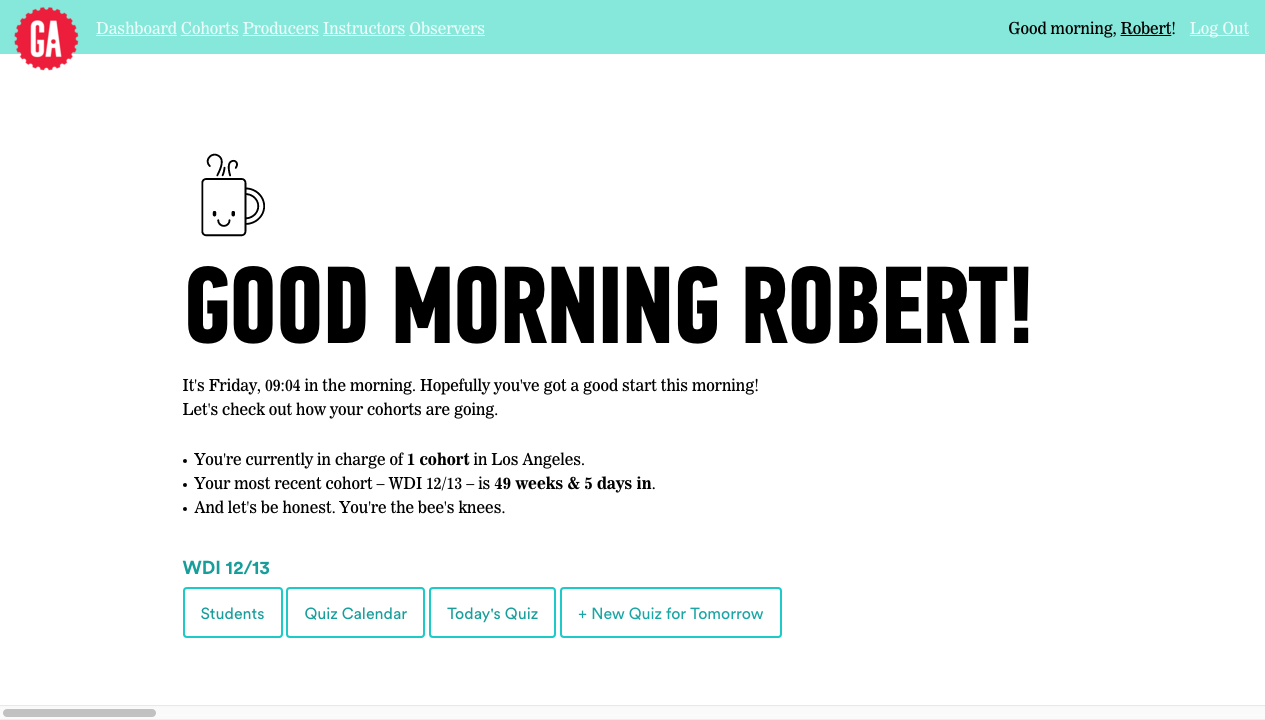 GA
Dashboard Cohorts Producers Instructors Observers
Good morning, Robert! Log Out
GOOD MORNING ROBERT!
It's Friday, 09:04 in the morning. Hopefully you've got a good start this morning!
Let's check out how your cohorts are going.
• You're currently in charge of 1 cohort in Los Angeles.
• Your most recent cohort – WDI 12/13 – is 49 weeks & 5 days in.
• And let's be honest. You're the bee's knees.
WDI 12/13
Students
Quiz Calendar
Today's Quiz
+ New Quiz for Tomorrow